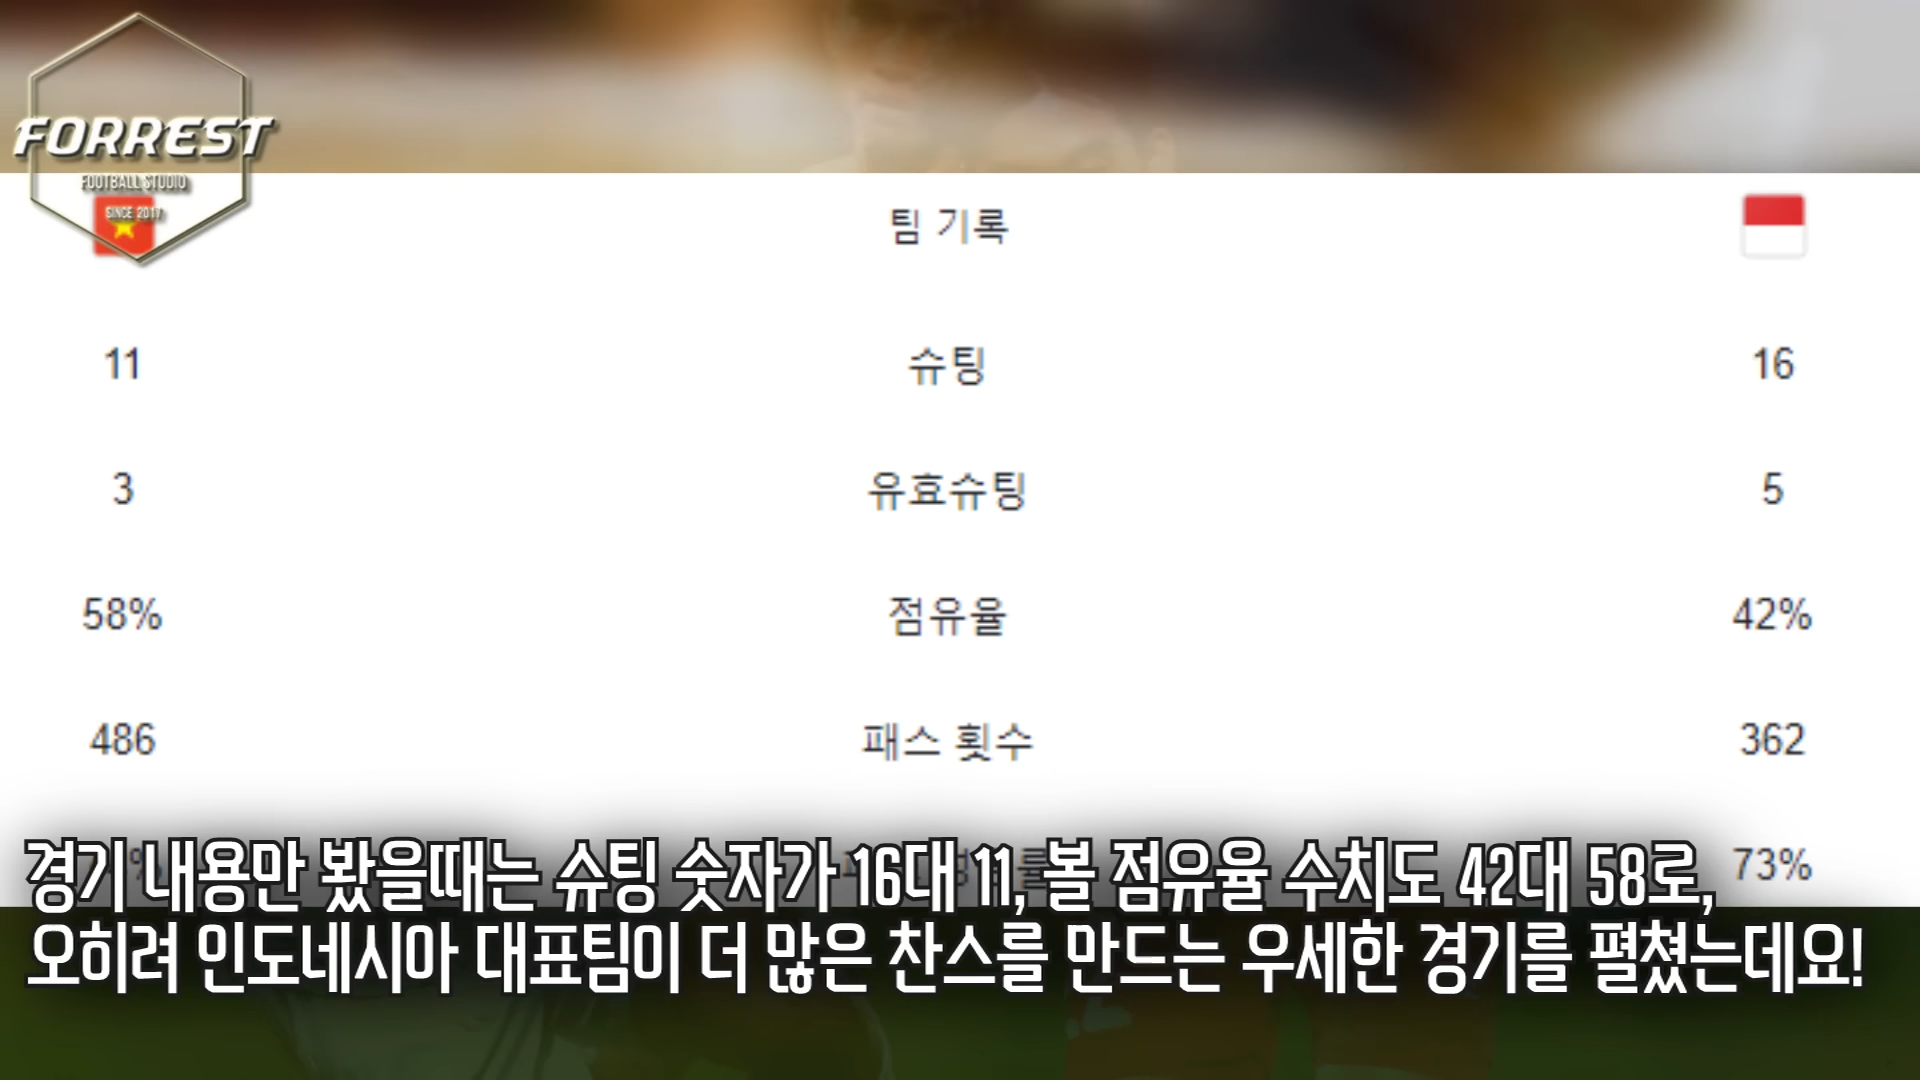 FORREST
FOOTBALL STUDIO
SINCE 2017
팀 기록
11 슈팅 16
3 유효슈팅 5
58% 점유율 42%
486 패스 횟수 362
73%
경기 내용만 봤을때는 슈팅 숫자가 16대 11, 볼 점유율 수치도 42대 58로,
오히려 인도네시아 대표팀이 더 많은 찬스를 만드는 우세한 경기를 펼쳤는데요!